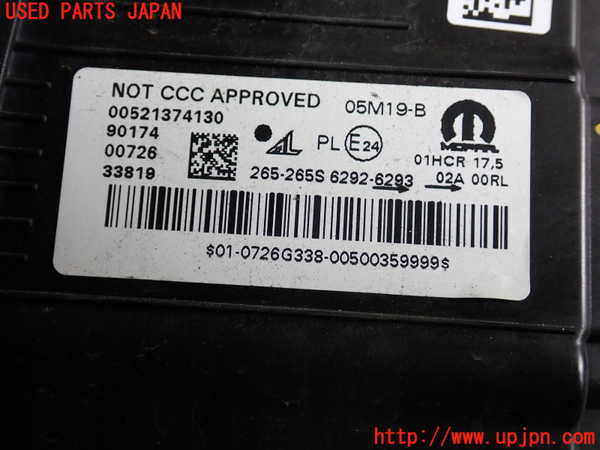 USED PARTS JAPAN
NOT CCC APPROVED 05M19-B
00521374130
90174
00726
33819
AL PL E24
MOPAR
01HCR 17,5
265-265S 6292-6293 02A 00RL
$01-0726G338-00500359999$
http://www.upjpn.com/